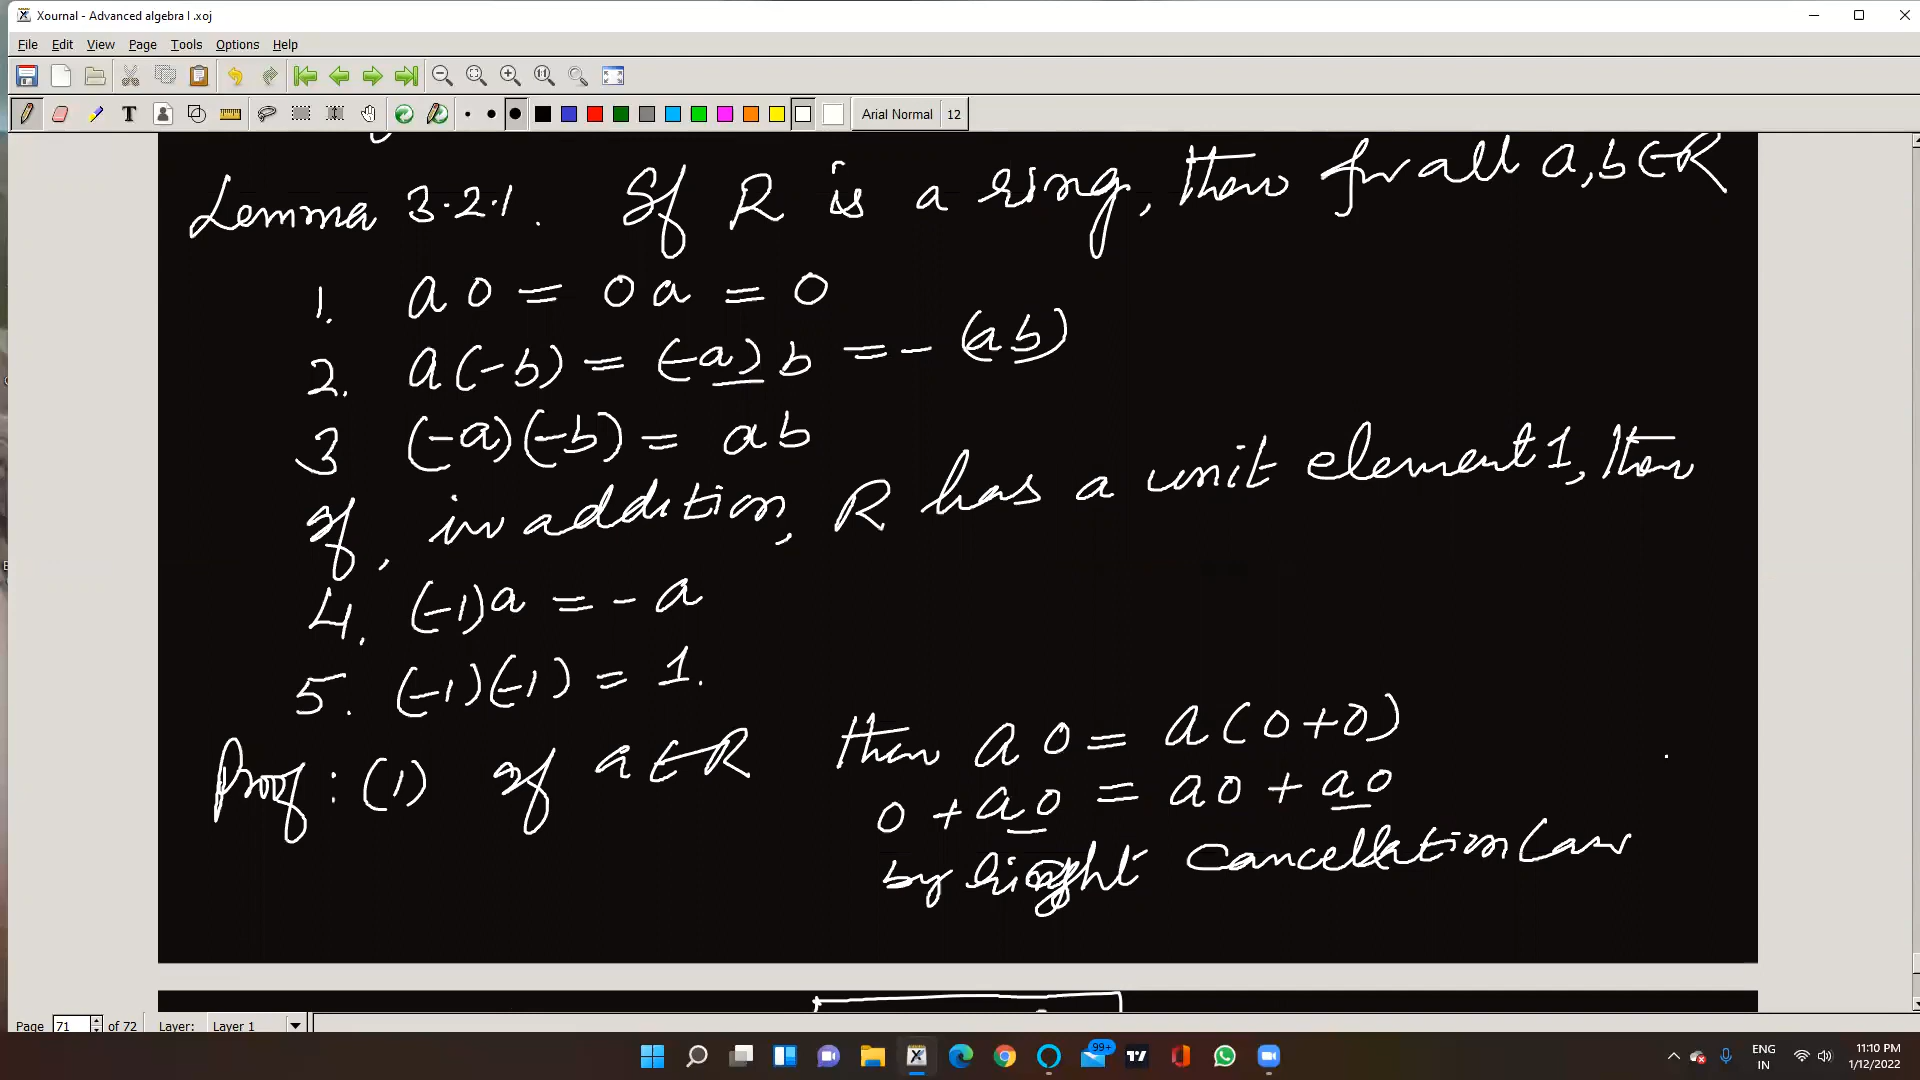 Xournal - Advanced algebra I .xoj
File Edit View Page Tools Options Help
Arial Normal 12
Lemma 3.2.1. If R is a ring, then for all a,b∈R
1. a0 = 0a = 0
2. a(-b) = (-a)b = -(ab)
3 (-a)(-b) = ab
If, in addition, R has a unit element 1, then
4. (-1)a = -a
5. (-1)(-1) = 1.
Proof: (1) If a∈R then a0 = a(0+0)
0 + a0 = a0 + a0
by right cancellation law
Page 71 of 72 Layer: Layer 1
99+
ENG
IN
11:10 PM
1/12/2022